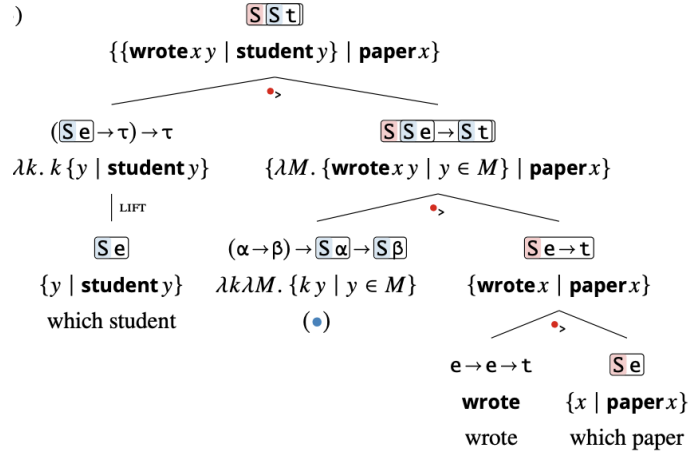 )
S S t
{{wrote x y | student y} | paper x}
•>
(S e → τ) → τ
S S e → S t
λk. k {y | student y}
{λM. {wrote x y | y ∈ M} | paper x}
LIFT
•>
S e
(α → β) → S α → S β
S e → t
{y | student y}
λkλM. {k y | y ∈ M}
{wrote x | paper x}
which student
(•)
•>
e → e → t
S e
wrote
{x | paper x}
wrote
which paper